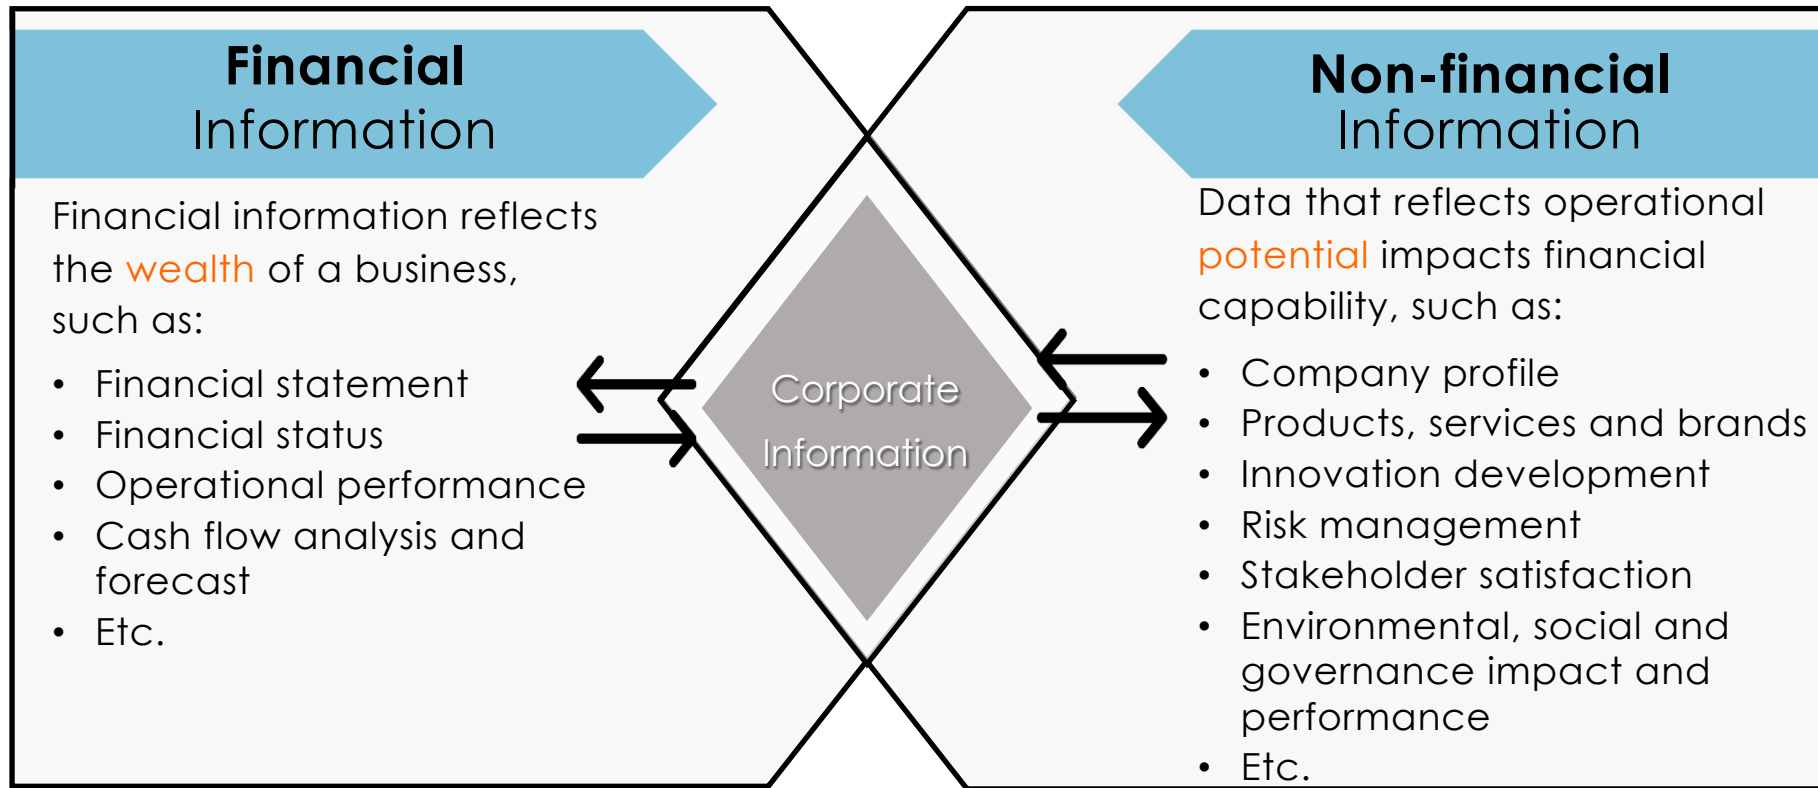 Financial
Information
Financial information reflects
the wealth of a business,
such as:
• Financial statement
• Financial status
• Operational performance
• Cash flow analysis and
forecast
• Etc.
Corporate
Information
Non-financial
Information
Data that reflects operational
potential impacts financial
capability, such as:
• Company profile
• Products, services and brands
• Innovation development
• Risk management
• Stakeholder satisfaction
• Environmental, social and
governance impact and
performance
• Etc.